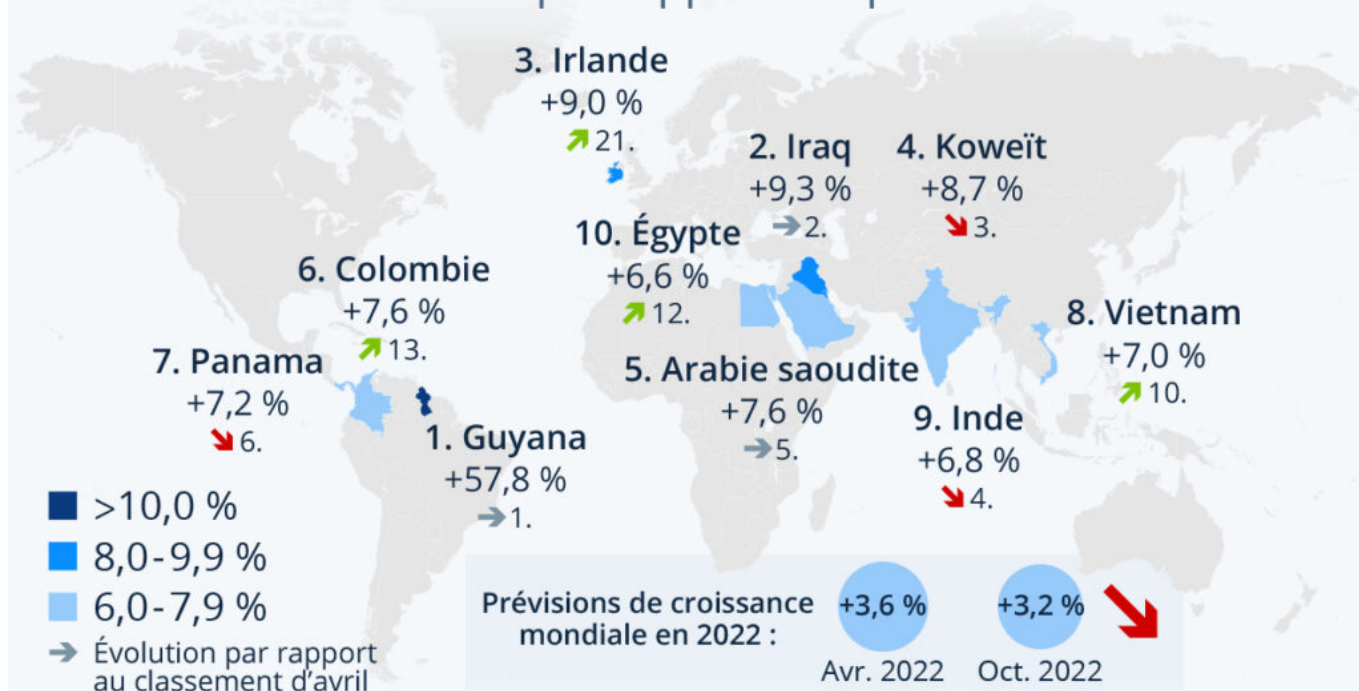 3. Irlande
+9,0 %
21.
2. Iraq
+9,3 %
2.
4. Koweït
+8,7 %
3.
10. Égypte
+6,6 %
12.
6. Colombie
+7,6 %
13.
8. Vietnam
+7,0 %
10.
7. Panama
+7,2 %
6.
5. Arabie saoudite
+7,6 %
5.
9. Inde
+6,8 %
4.
1. Guyana
+57,8 %
1.
>10,0 %
8,0-9,9 %
6,0-7,9 %
Évolution par rapport
au classement d'avril
Prévisions de croissance
mondiale en 2022 :
+3,6 %
Avr. 2022
+3,2 %
Oct. 2022